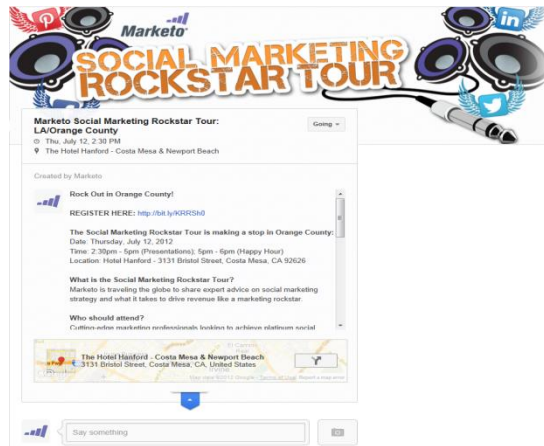 Marketo
SOCIAL MARKETING
ROCKSTAR TOUR
Marketo Social Marketing Rockstar Tour:
LA/Orange County
Going
Thu, July 12, 2:30 PM
The Hotel Hanford - Costa Mesa & Newport Beach
Created by Marketo
Rock Out in Orange County!
REGISTER HERE: http://bit.ly/KRRSh0
The Social Marketing Rockstar Tour is making a stop in Orange County:
Date: Thursday, July 12, 2012
Time: 2:30pm - 5pm (Presentations); 5pm - 6pm (Happy Hour)
Location: Hotel Hanford - 3131 Bristol Street, Costa Mesa, CA 92626
What is the Social Marketing Rockstar Tour?
Marketo is traveling the globe to share expert advice on social marketing
strategy and what it takes to drive revenue like a marketing rockstar.
Who should attend?
Cutting-edge marketing professionals looking to achieve platinum social
The Hotel Hanford - Costa Mesa & Newport Beach
3131 Bristol Street, Costa Mesa, CA, United States
Say something